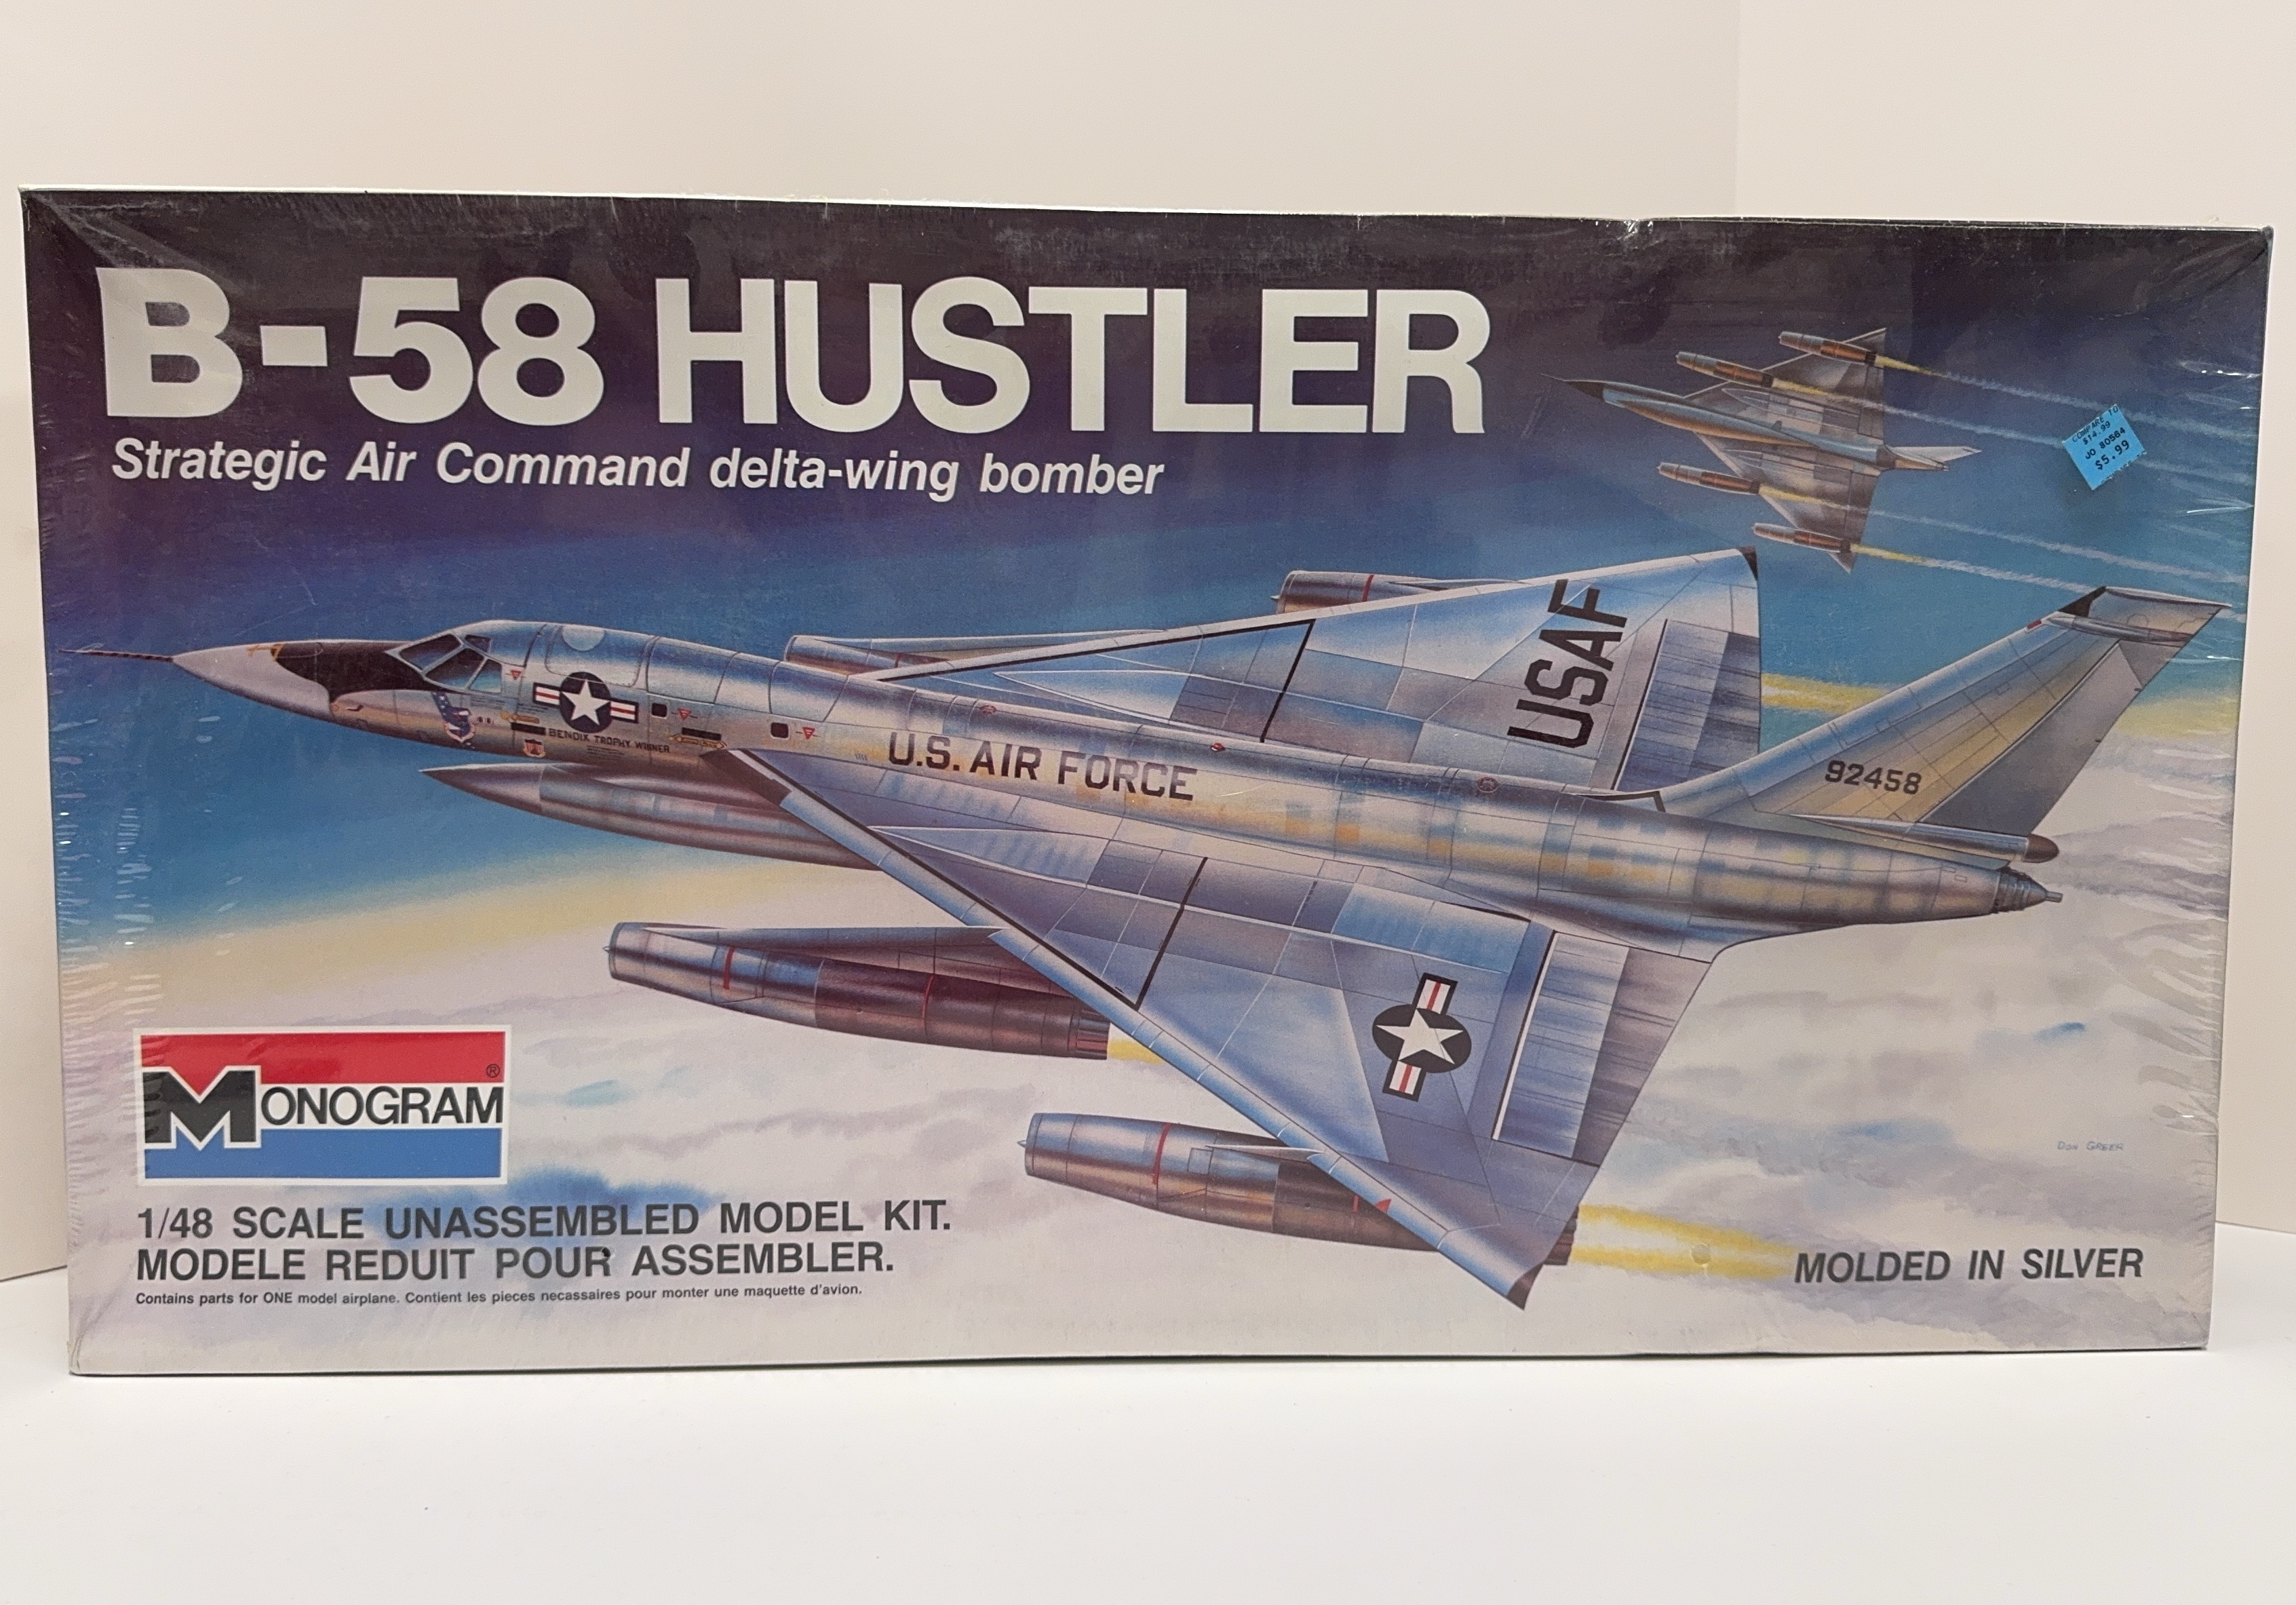 B-58 HUSTLER
Strategic Air Command delta-wing bomber
COMPARE TO
$14.99
JO 80564
$5.99
USAF
BENDIX TROPHY WINNER
U.S. AIR FORCE
92458
MONOGRAM®
DON GREER
1/48 SCALE UNASSEMBLED MODEL KIT.
MODELE REDUIT POUR ASSEMBLER.
Contains parts for ONE model airplane. Contient les pieces necassaires pour monter une maquette d'avion.
MOLDED IN SILVER